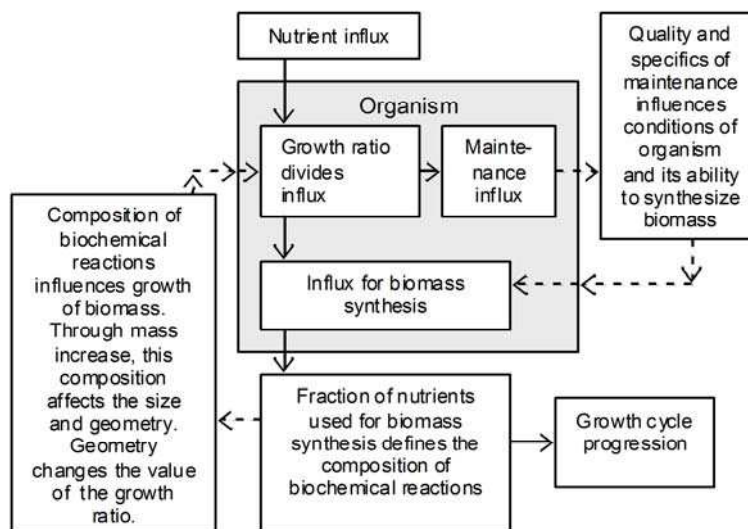 Nutrient influx
Organism
Growth ratio
divides
influx
Mainte-
nance
influx
Quality and
specifics of
maintenance
influences
conditions of
organism
and its ability
to synthesize
biomass
Composition of
biochemical
reactions
influences growth
of biomass.
Through mass
increase, this
composition
affects the size
and geometry.
Geometry
changes the value
of the growth
ratio.
Influx for biomass
synthesis
Fraction of nutrients
used for biomass
synthesis defines the
composition of
biochemical reactions
Growth cycle
progression